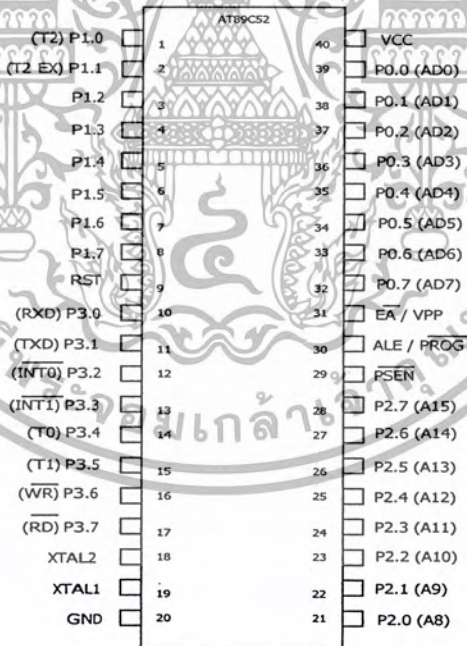 AT89C52
(T2) P1.0 1 40 VCC
(T2 EX) P1.1 2 39 P0.0 (AD0)
P1.2 3 38 P0.1 (AD1)
P1.3 4 37 P0.2 (AD2)
P1.4 5 36 P0.3 (AD3)
P1.5 6 35 P0.4 (AD4)
P1.6 7 34 P0.5 (AD5)
P1.7 8 33 P0.6 (AD6)
RST 9 32 P0.7 (AD7)
(RXD) P3.0 10 31 E̅A̅ / VPP
(TXD) P3.1 11 30 ALE / P̅R̅O̅G̅
(I̅N̅T̅0̅) P3.2 12 29 P̅S̅E̅N̅
(I̅N̅T̅1̅) P3.3 13 28 P2.7 (A15)
(T0) P3.4 14 27 P2.6 (A14)
(T1) P3.5 15 26 P2.5 (A13)
(W̅R̅) P3.6 16 25 P2.4 (A12)
(R̅D̅) P3.7 17 24 P2.3 (A11)
XTAL2 18 23 P2.2 (A10)
XTAL1 19 22 P2.1 (A9)
GND 20 21 P2.0 (A8)